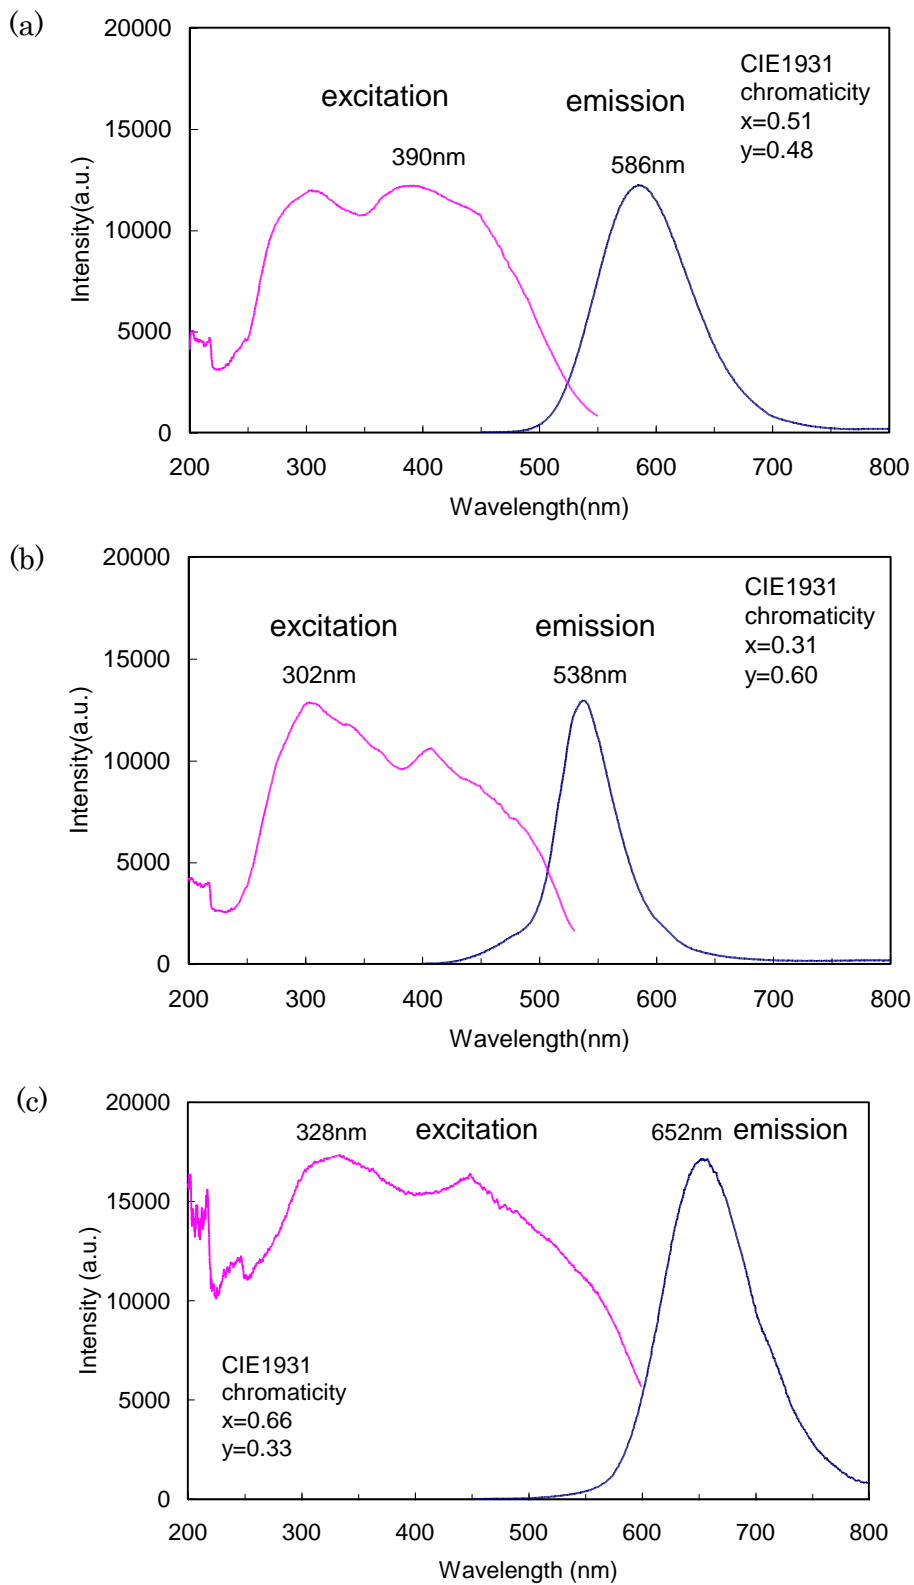 (a)
20000
15000
10000
5000
0
Intensity(a.u.)
excitation
emission
390nm
586nm
CIE1931
chromaticity
x=0.51
y=0.48
200 300 400 500 600 700 800
Wavelength(nm)
(b)
20000
15000
10000
5000
0
Intensity(a.u.)
excitation
emission
302nm
538nm
CIE1931
chromaticity
x=0.31
y=0.60
200 300 400 500 600 700 800
Wavelength(nm)
(c)
20000
15000
10000
5000
0
Intensity (a.u.)
328nm
excitation
652nm
emission
CIE1931
chromaticity
x=0.66
y=0.33
200 300 400 500 600 700 800
Wavelength (nm)